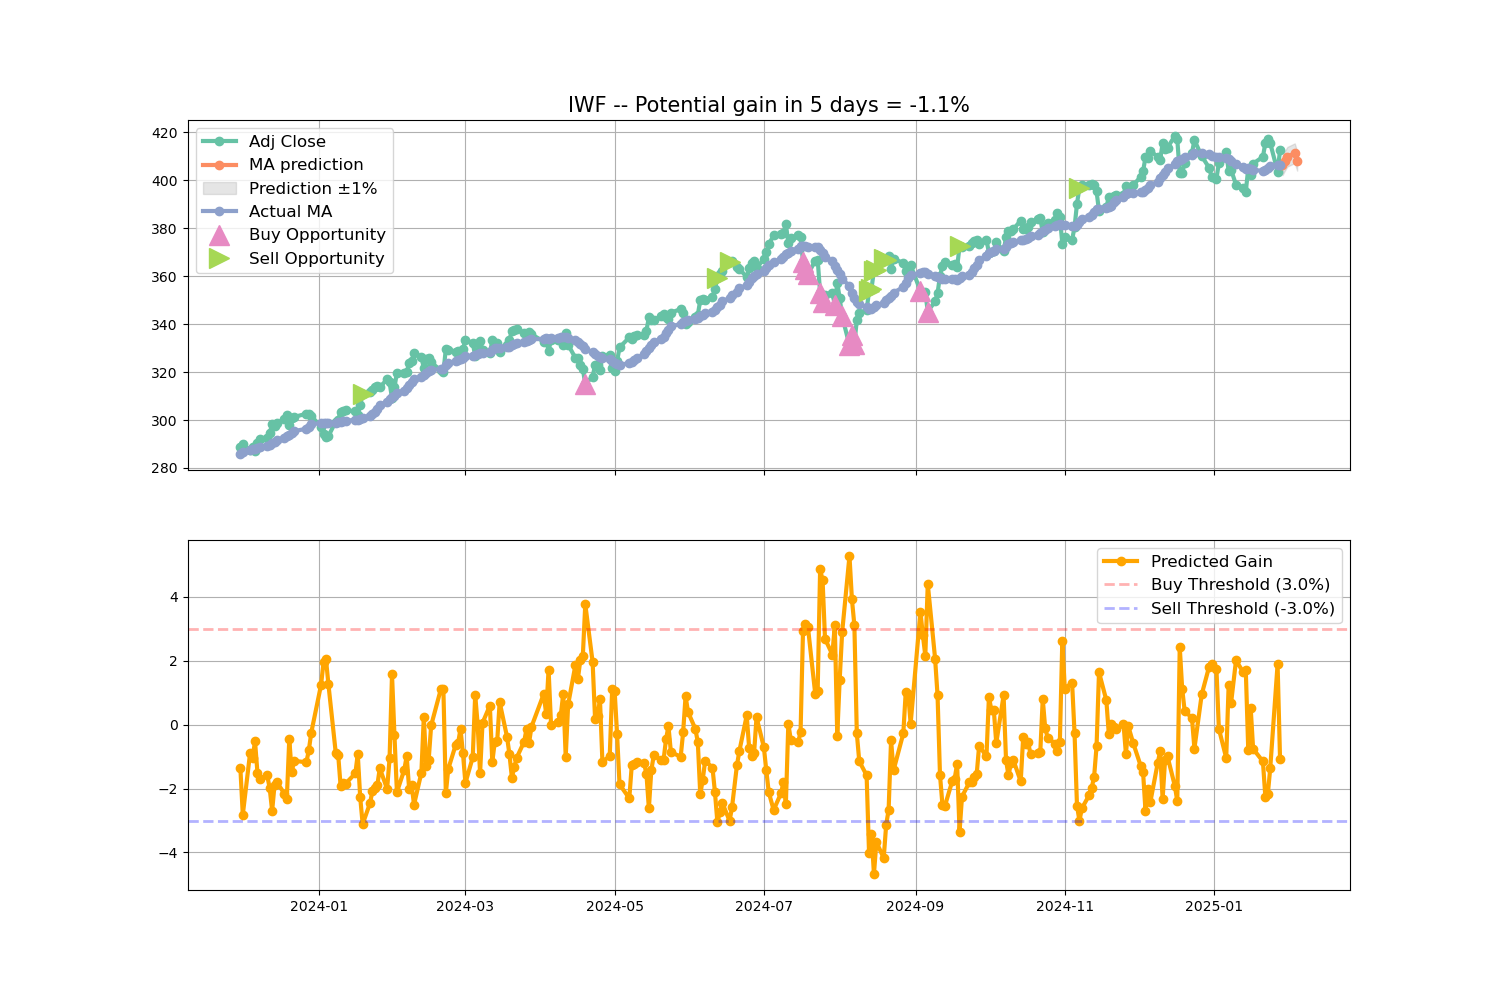 IWF -- Potential gain in 5 days = -1.1%
420
400
380
360
340
320
300
280
Adj Close
MA prediction
Prediction ±1%
Actual MA
Buy Opportunity
Sell Opportunity
4
2
0
−2
−4
Predicted Gain
Buy Threshold (3.0%)
Sell Threshold (-3.0%)
2024-01
2024-03
2024-05
2024-07
2024-09
2024-11
2025-01